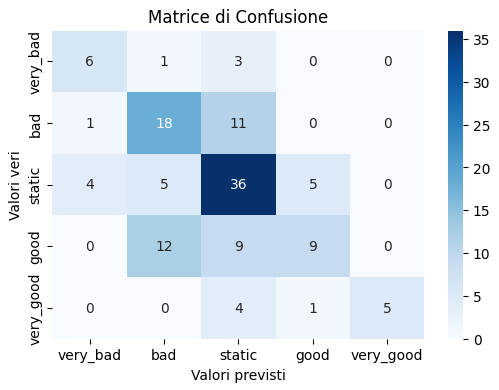 Matrice di Confusione
Valori veri
very_bad 6 1 3 0 0
bad 1 18 11 0 0
static 4 5 36 5 0
good 0 12 9 9 0
very_good 0 0 4 1 5
very_bad bad static good very_good
Valori previsti
35
30
25
20
15
10
5
0